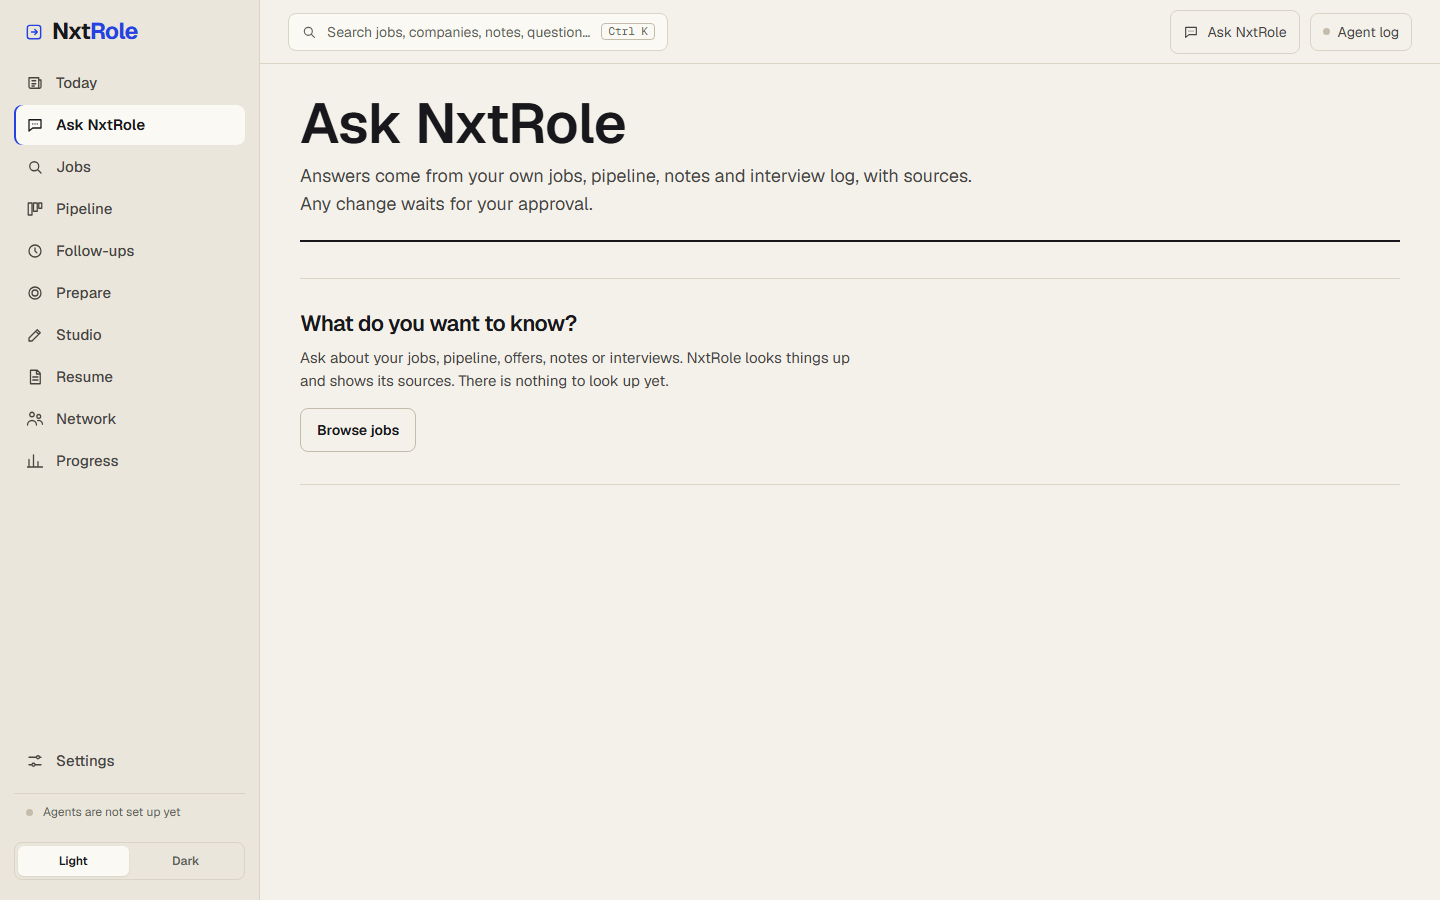 NxtRole
Search jobs, companies, notes, question... Ctrl K
Ask NxtRole
Agent log
Today
Ask NxtRole
Jobs
Pipeline
Follow-ups
Prepare
Studio
Resume
Network
Progress
Settings
Agents are not set up yet
Light
Dark
Ask NxtRole
Answers come from your own jobs, pipeline, notes and interview log, with sources.
Any change waits for your approval.
What do you want to know?
Ask about your jobs, pipeline, offers, notes or interviews. NxtRole looks things up
and shows its sources. There is nothing to look up yet.
Browse jobs